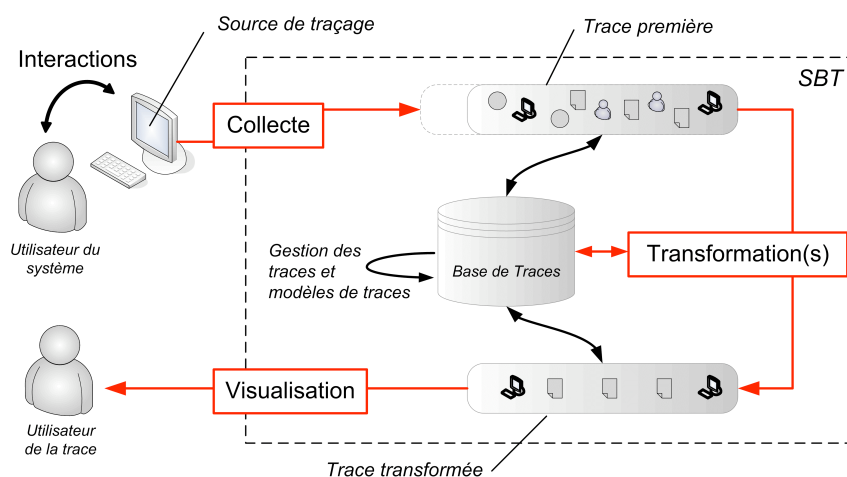 Source de traçage
Trace première
Interactions
SBT
Collecte
Utilisateur du
système
Gestion des
traces et
modèles de traces
Base de Traces
Transformation(s)
Visualisation
Utilisateur
de la trace
Trace transformée